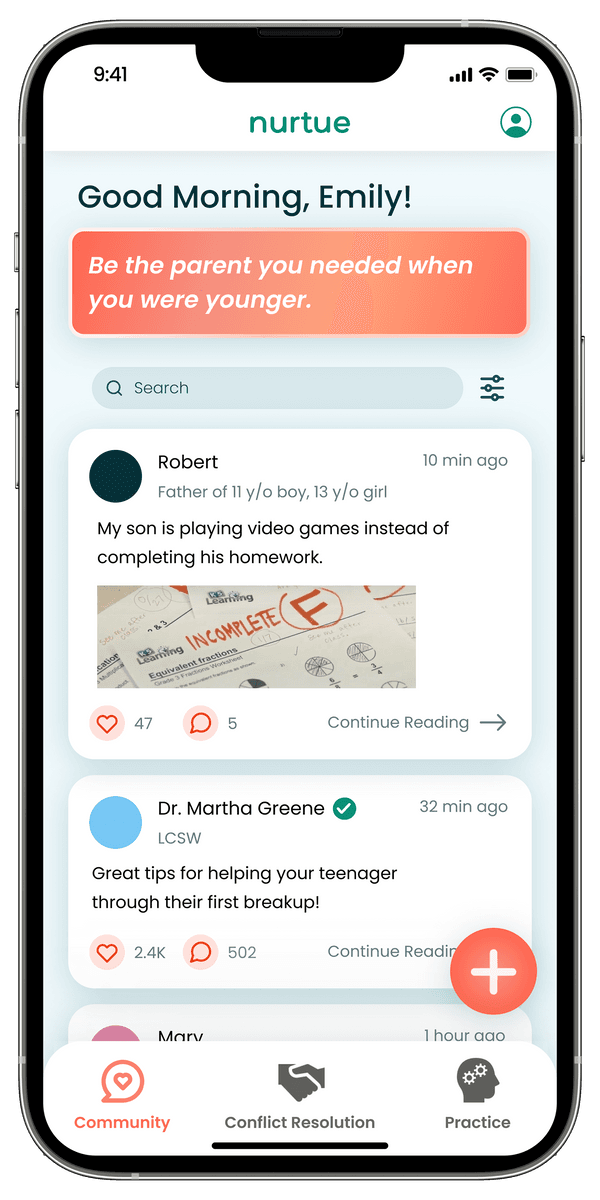 9:41
nurtue
Good Morning, Emily!
Be the parent you needed when
you were younger.
Search
Robert
10 min ago
Father of 11 y/o boy, 13 y/o girl
My son is playing video games instead of
completing his homework.
Learning
INCOMPLETE F
Learning
Equivalent fractions
Grade 3 Fractions Worksheet
47
5
Continue Reading
Dr. Martha Greene
32 min ago
LCSW
Great tips for helping your teenager
through their first breakup!
2.4K
502
Continue Readin
Mary
1 hour ago
Community
Conflict Resolution
Practice